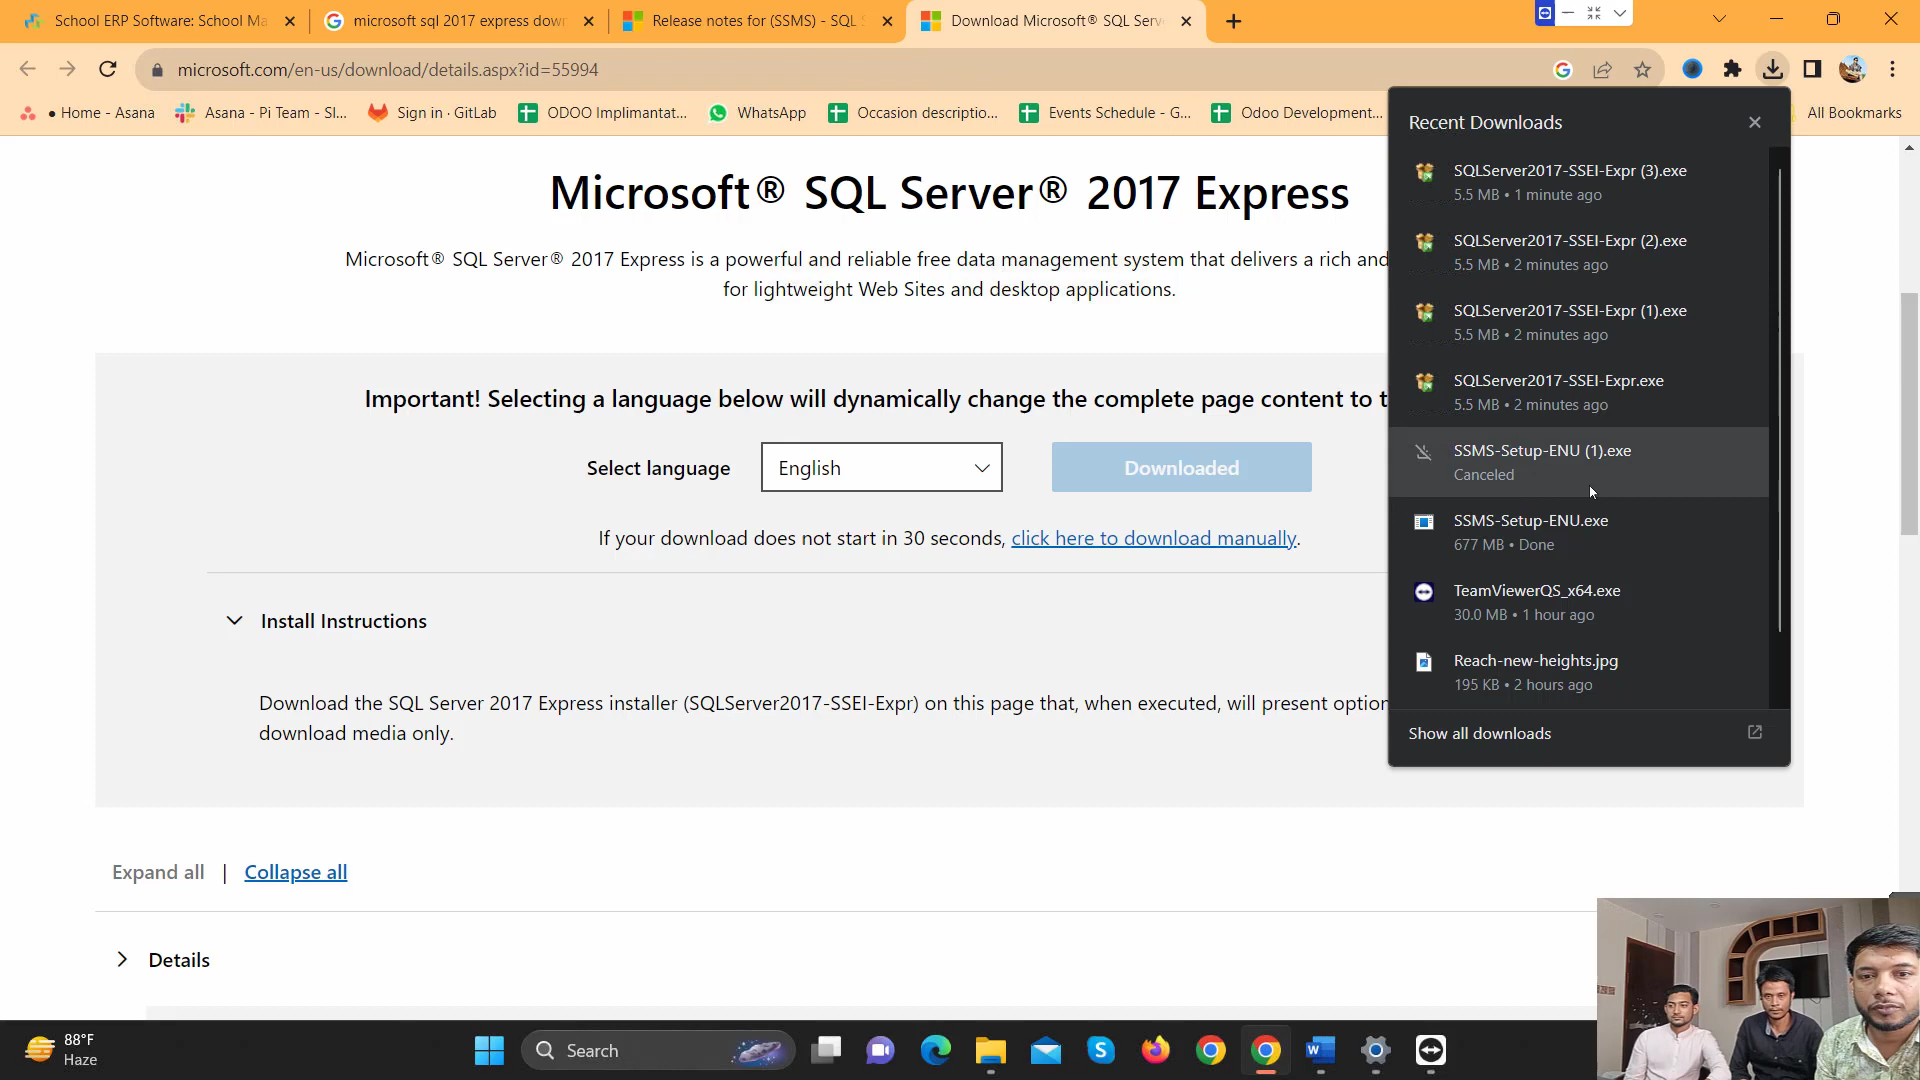 School ERP Software: School Ma
microsoft sql 2017 express dow
Release notes for (SSMS) - SQL S
Download Microsoft® SQL Serv
microsoft.com/en-us/download/details.aspx?id=55994
● Home - Asana
Asana - Pi Team - Sl...
Sign in · GitLab
ODOO Implimantat...
WhatsApp
Occasion descriptio...
Events Schedule - G...
Odoo Development...
All Bookmarks
Microsoft® SQL Server® 2017 Express
Microsoft® SQL Server® 2017 Express is a powerful and reliable free data management system that delivers a rich and
for lightweight Web Sites and desktop applications.
Important! Selecting a language below will dynamically change the complete page content to t
Select language
English
Downloaded
If your download does not start in 30 seconds, click here to download manually.
Install Instructions
Download the SQL Server 2017 Express installer (SQLServer2017-SSEI-Expr) on this page that, when executed, will present option
download media only.
Expand all | Collapse all
Details
Recent Downloads
SQLServer2017-SSEI-Expr (3).exe
5.5 MB • 1 minute ago
SQLServer2017-SSEI-Expr (2).exe
5.5 MB • 2 minutes ago
SQLServer2017-SSEI-Expr (1).exe
5.5 MB • 2 minutes ago
SQLServer2017-SSEI-Expr.exe
5.5 MB • 2 minutes ago
SSMS-Setup-ENU (1).exe
Canceled
SSMS-Setup-ENU.exe
677 MB • Done
TeamViewerQS_x64.exe
30.0 MB • 1 hour ago
Reach-new-heights.jpg
195 KB • 2 hours ago
Show all downloads
88°F
Haze
Search